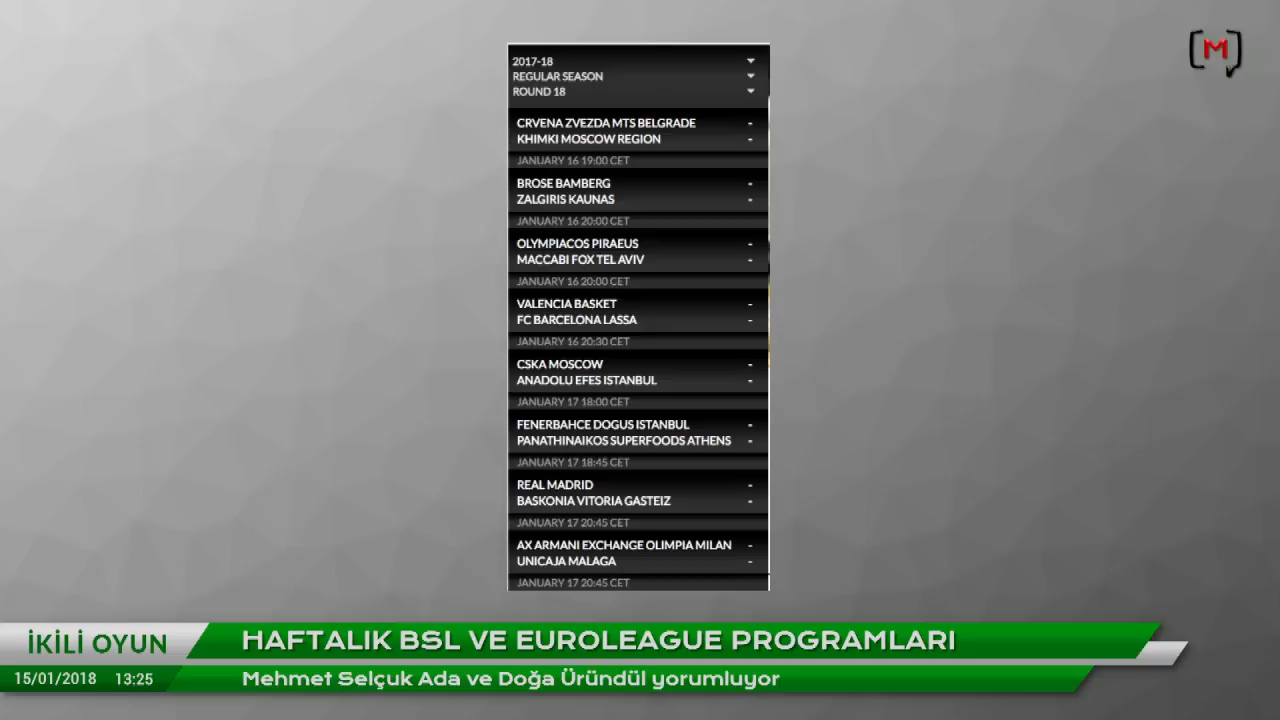 [M]
2017-18
REGULAR SEASON
ROUND 18
CRVENA ZVEZDA MTS BELGRADE -
KHIMKI MOSCOW REGION -
JANUARY 16 19:00 CET
BROSE BAMBERG -
ZALGIRIS KAUNAS -
JANUARY 16 20:00 CET
OLYMPIACOS PIRAEUS -
MACCABI FOX TEL AVIV -
JANUARY 16 20:00 CET
VALENCIA BASKET -
FC BARCELONA LASSA -
JANUARY 16 20:30 CET
CSKA MOSCOW -
ANADOLU EFES ISTANBUL -
JANUARY 17 18:00 CET
FENERBAHCE DOGUS ISTANBUL -
PANATHINAIKOS SUPERFOODS ATHENS -
JANUARY 17 18:45 CET
REAL MADRID -
BASKONIA VITORIA GASTEIZ -
JANUARY 17 20:45 CET
AX ARMANI EXCHANGE OLIMPIA MILAN -
UNICAJA MALAGA -
JANUARY 17 20:45 CET
İKİLİ OYUN
HAFTALIK BSL VE EUROLEAGUE PROGRAMLARI
15/01/2018 13:25
Mehmet Selçuk Ada ve Doğa Üründül yorumluyor